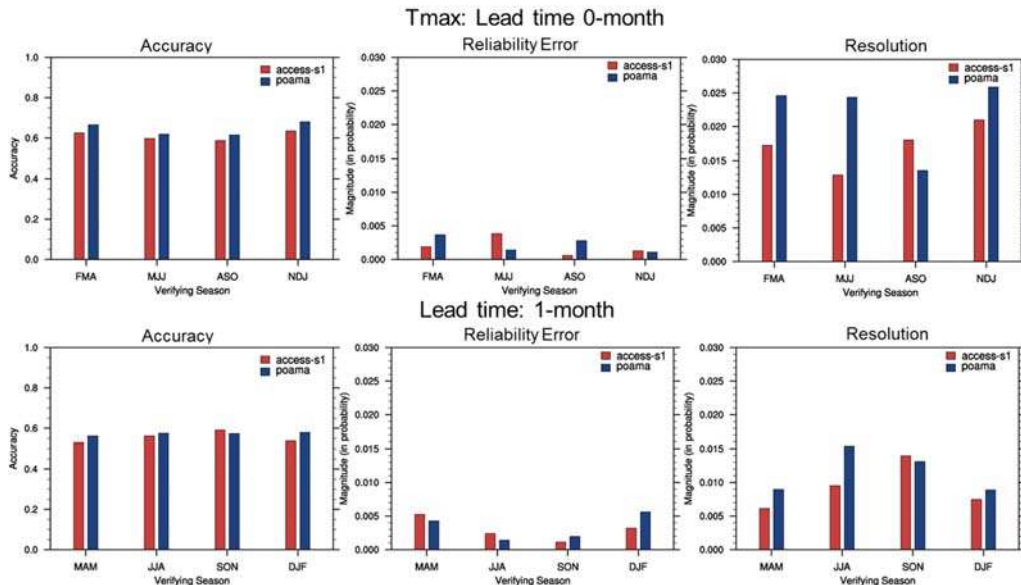 Tmax: Lead time 0-month
Accuracy
Reliability Error
Resolution
access-s1
poama
access-s1
poama
access-s1
poama
1.0
0.8
0.6
0.4
0.2
0.0
Accuracy
FMA MJJ ASO NDJ
Verifying Season
0.030
0.025
0.020
0.015
0.010
0.005
0.000
Magnitude (in probability)
FMA MJJ ASO NDJ
Verifying Season
0.030
0.025
0.020
0.015
0.010
0.005
0.000
Magnitude (in probability)
FMA MJJ ASO NDJ
Verifying Season
Lead time: 1-month
Accuracy
Reliability Error
Resolution
access-s1
poama
access-s1
poama
access-s1
poama
1.0
0.8
0.6
0.4
0.2
0.0
Accuracy
MAM JJA SON DJF
Verifying Season
0.030
0.025
0.020
0.015
0.010
0.005
0.000
Magnitude (in probability)
MAM JJA SON DJF
Verifying Season
0.030
0.025
0.020
0.015
0.010
0.005
0.000
Magnitude (in probability)
MAM JJA SON DJF
Verifying Season